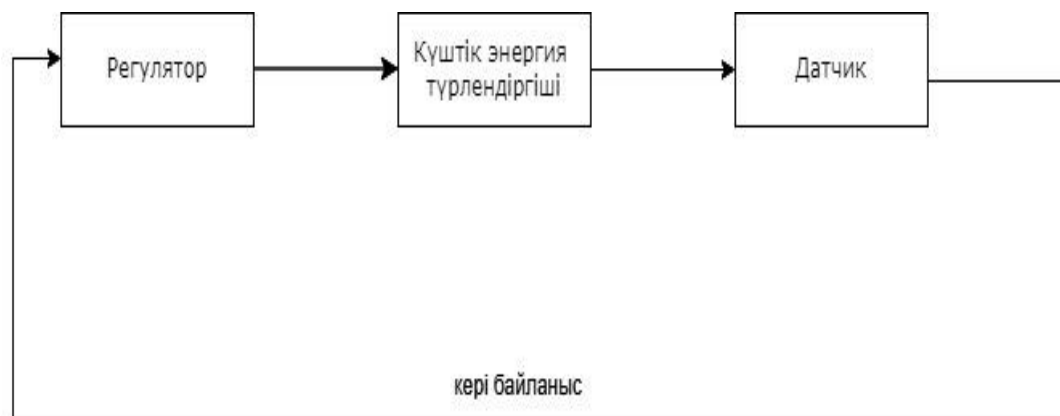 Регулятор
Күштік энергия
түрлендіргіші
Датчик
кері байланыс